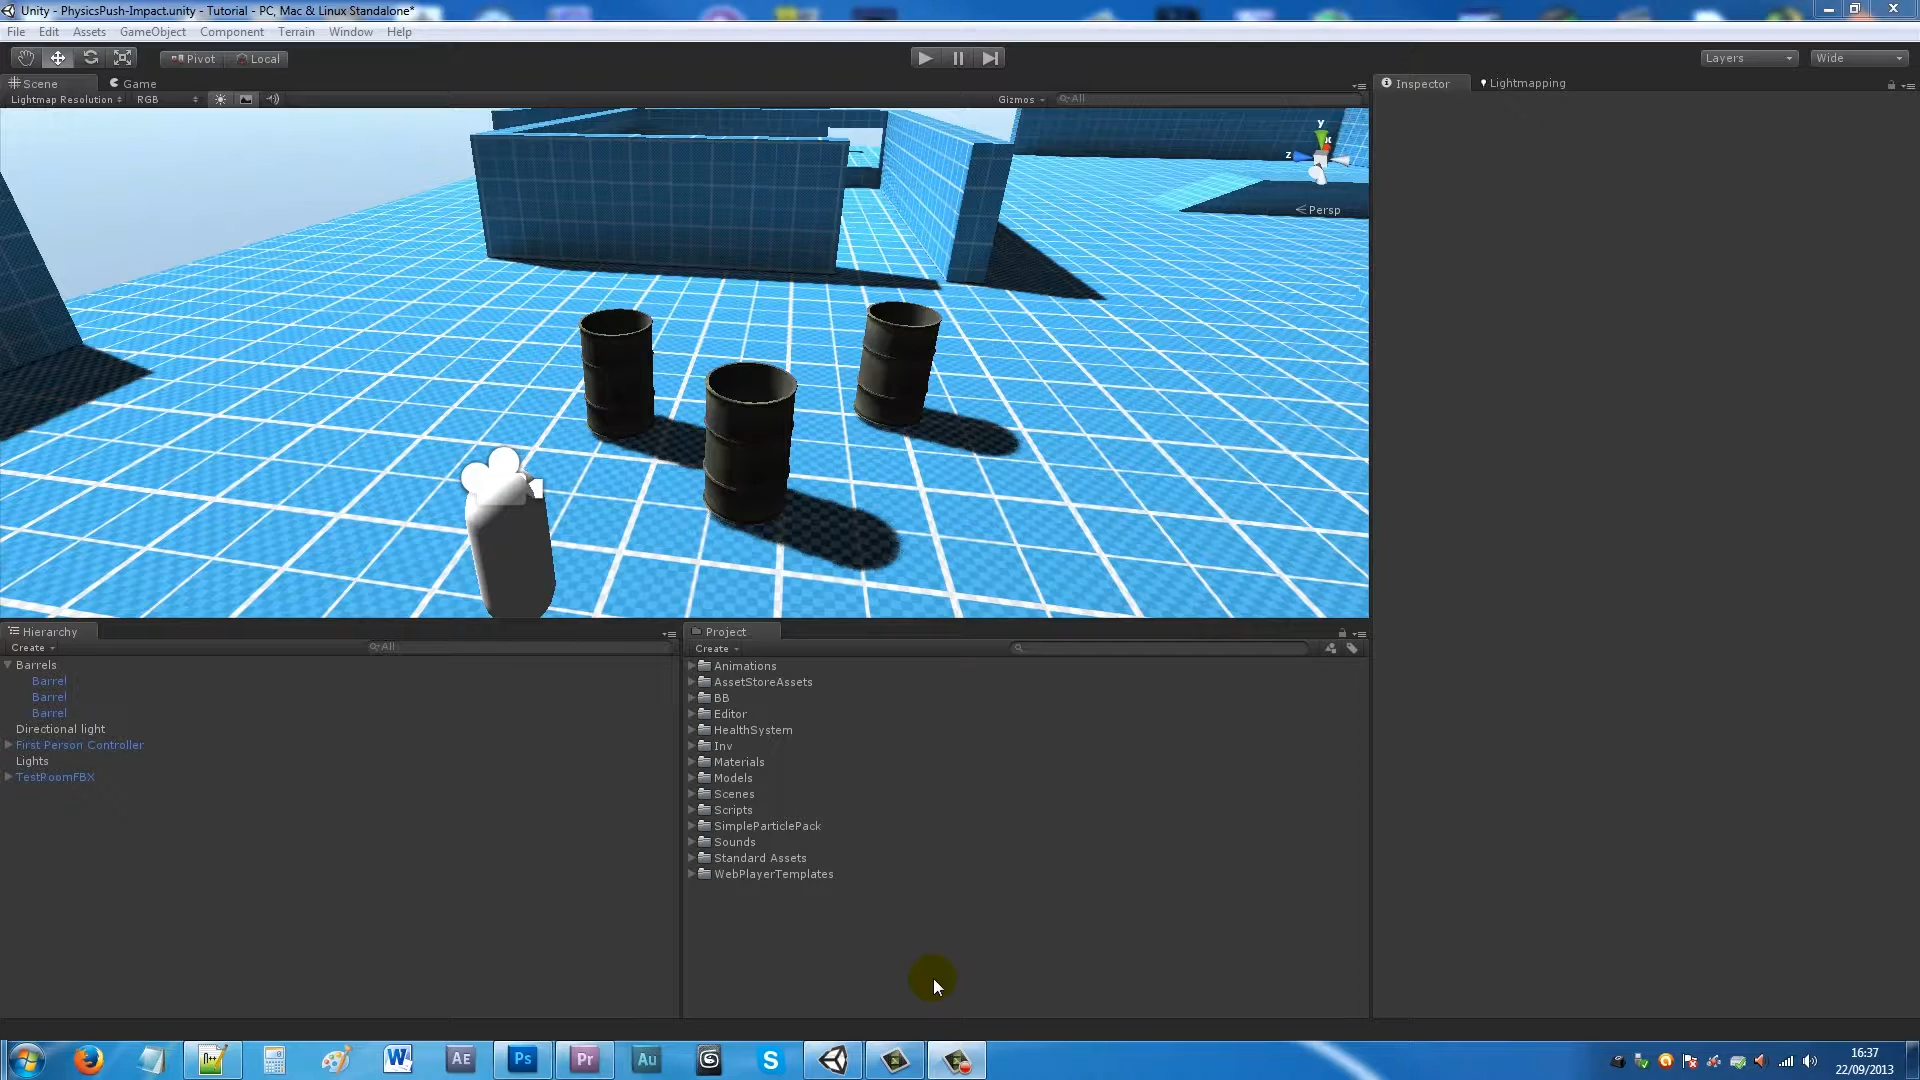 Unity - PhysicsPush-Impact.unity - Tutorial - PC, Mac & Linux Standalone*
File Edit Assets GameObject Component Terrain Window Help
Pivot Local Layers Wide
Scene Game Inspector Lightmapping
Lightmap Resolution RGB Gizmos All
y
x
z
Persp
Hierarchy
Create All
Barrels
Barrel
Barrel
Barrel
Directional light
First Person Controller
Lights
TestRoomFBX
Project
Create
Animations
AssetStoreAssets
BB
Editor
HealthSystem
Inv
Materials
Models
Scenes
Scripts
SimpleParticlePack
Sounds
Standard Assets
WebPlayerTemplates
W AE Ps Pr Au S
16:37
22/09/2013